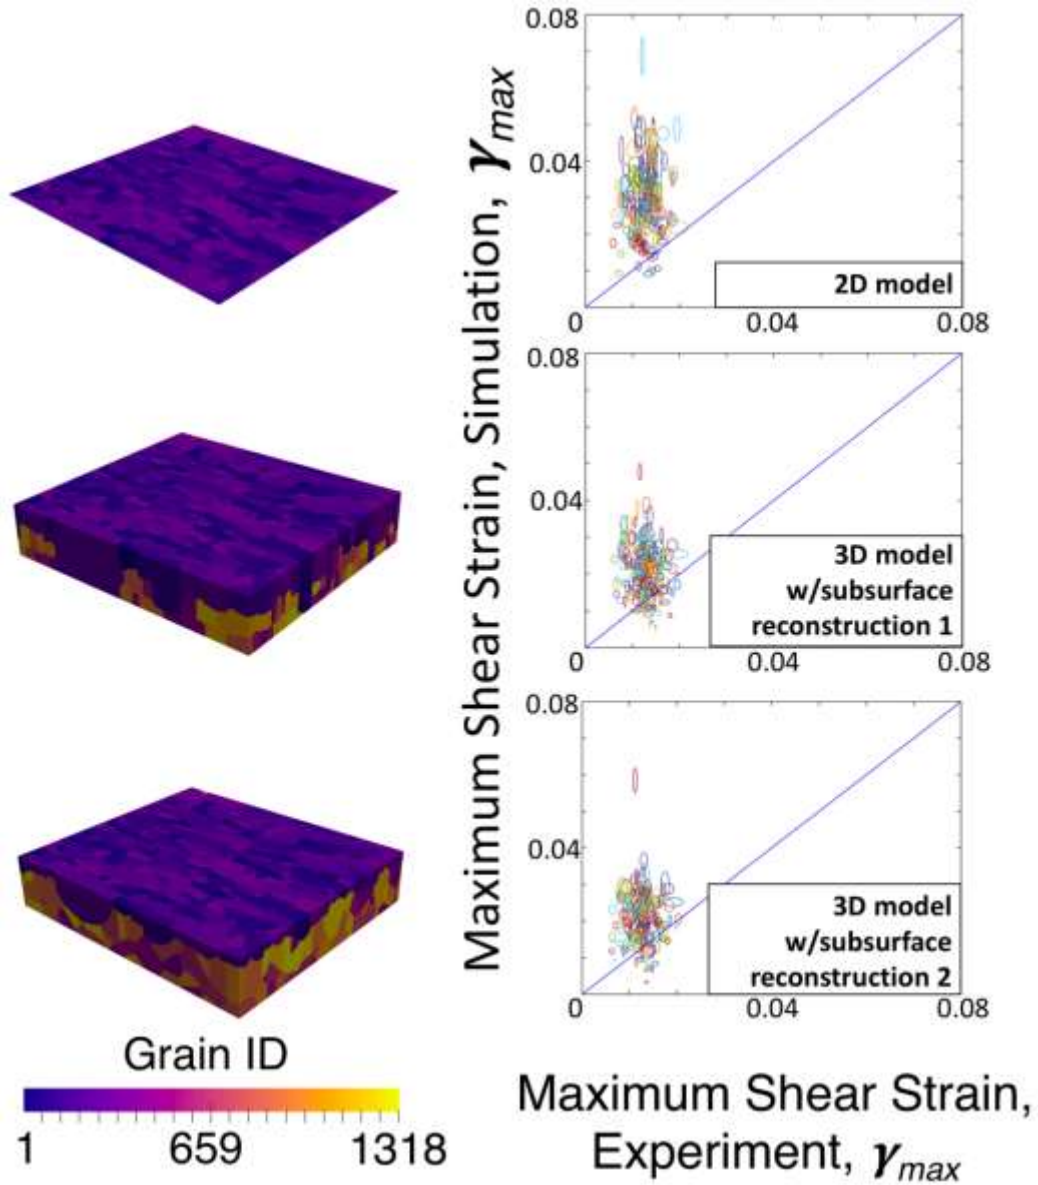 0.08
0.04
2D model
0
0.04
0.08
Maximum Shear Strain, Simulation, γmax
0.08
0.04
3D model
w/subsurface
reconstruction 1
0
0.04
0.08
0.08
0.04
3D model
w/subsurface
reconstruction 2
0
0.04
0.08
Grain ID
1
659
1318
Maximum Shear Strain,
Experiment, γmax